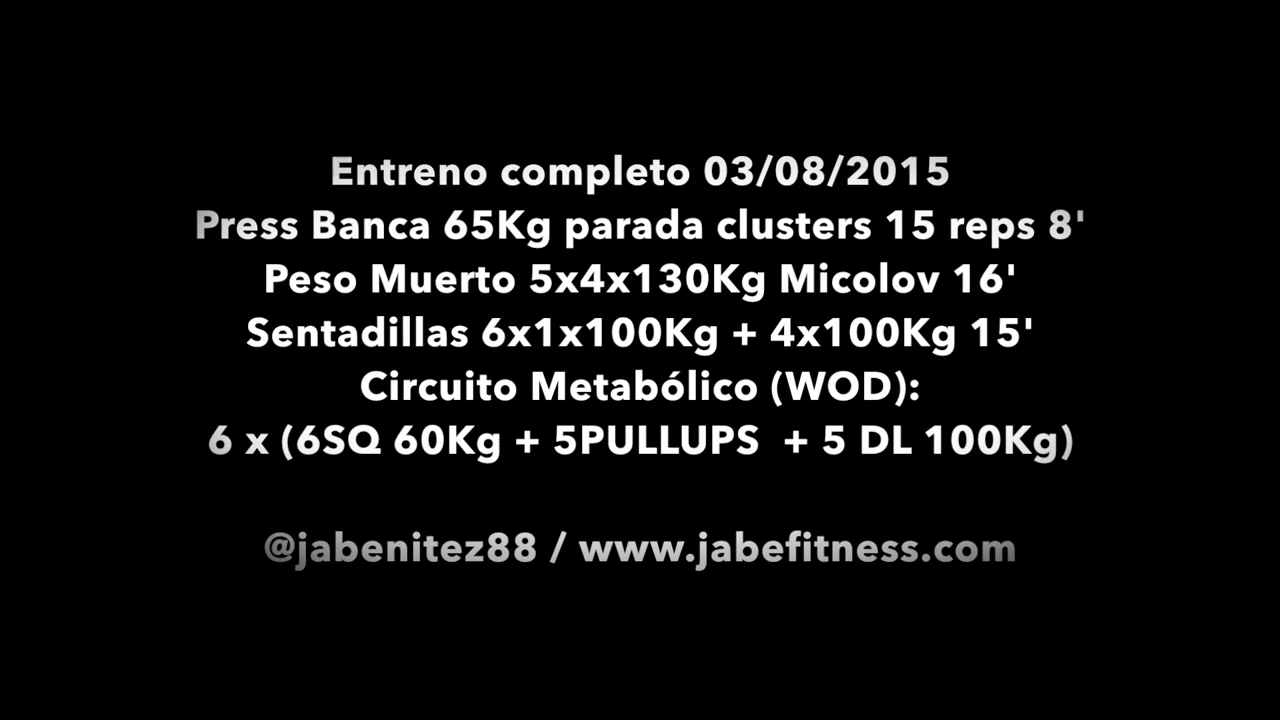 Entreno completo 03/08/2015
Press Banca 65Kg parada clusters 15 reps 8'
Peso Muerto 5x4x130Kg Micolov 16'
Sentadillas 6x1x100Kg + 4x100Kg 15'
Circuito Metabólico (WOD):
6 x (6SQ 60Kg + 5PULLUPS + 5 DL 100Kg)
@jabenitez88 / www.jabefitness.com